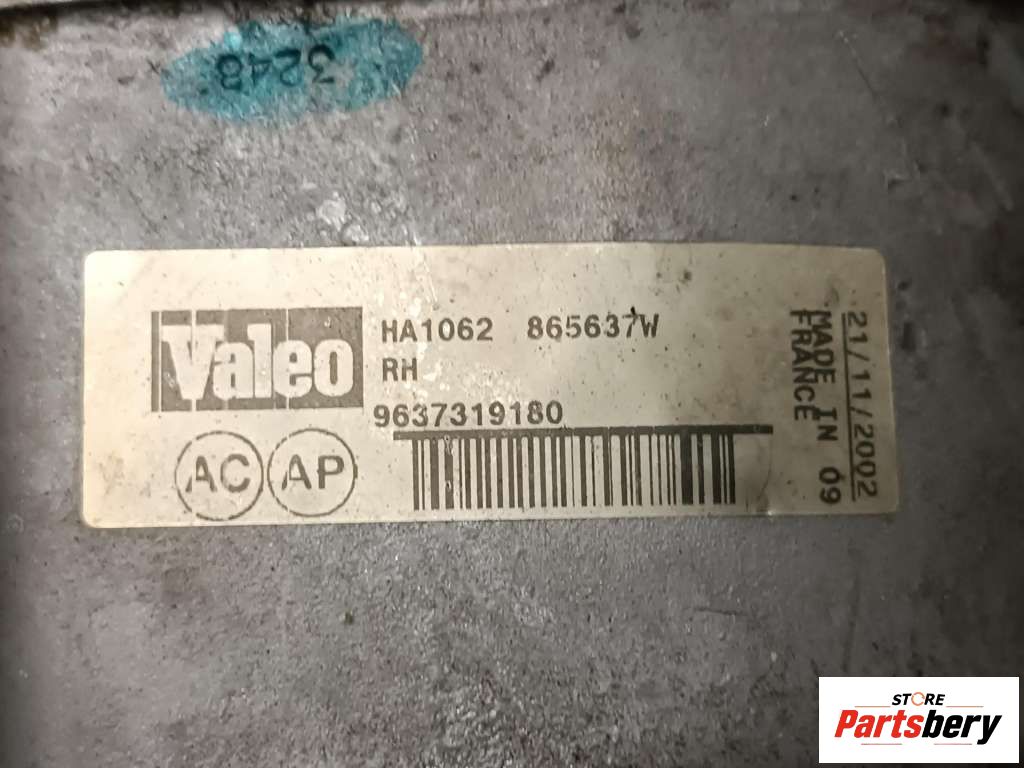 3248
Valeo
HA1062 865637W
RH
9637319180
AC AP
21/11/2002
MADE IN 09
FRANCE
STORE
Partsbery